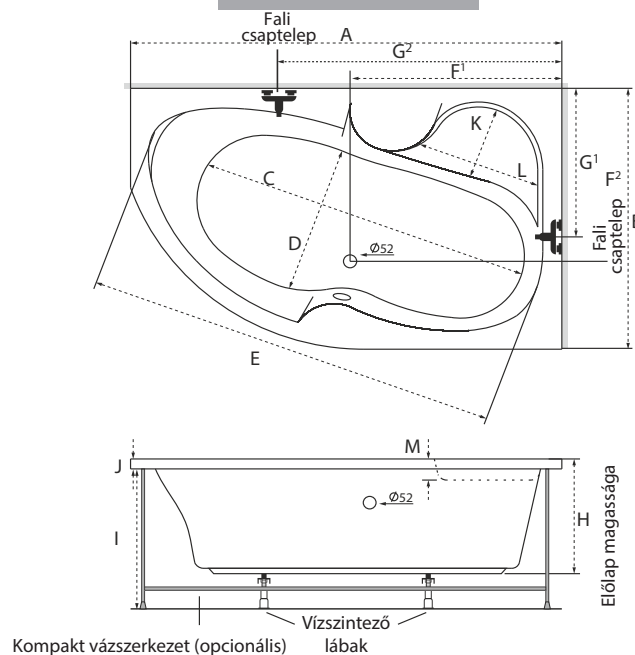 Fali
csaptelep
A
G²
F¹
K
G¹
F²
C
L
Fali
csaptelep
D
Ø52
E
M
J
Ø52
H
I
Előlap magassága
Vízszintező
Kompakt vázszerkezet (opcionális)
lábak